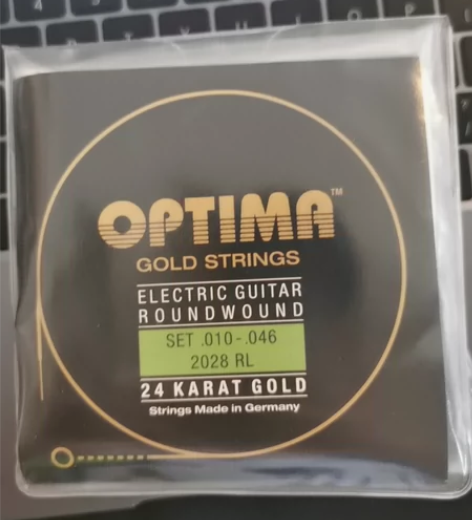 OPTIMA™
GOLD STRINGS
ELECTRIC GUITAR
ROUNDWOUND
SET .010-.046
2028 RL
24 KARAT GOLD
Strings Made in Germany